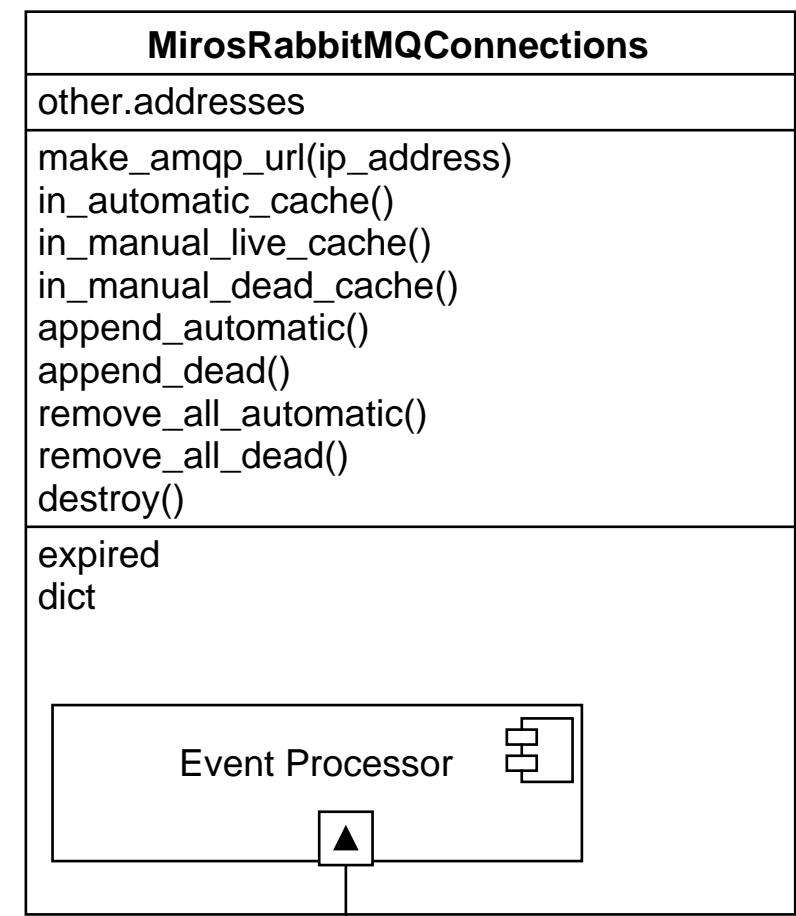 MirosRabbitMQConnections
other.addresses
make_amqp_url(ip_address)
in_automatic_cache()
in_manual_live_cache()
in_manual_dead_cache()
append_automatic()
append_dead()
remove_all_automatic()
remove_all_dead()
destroy()
expired
dict
Event Processor